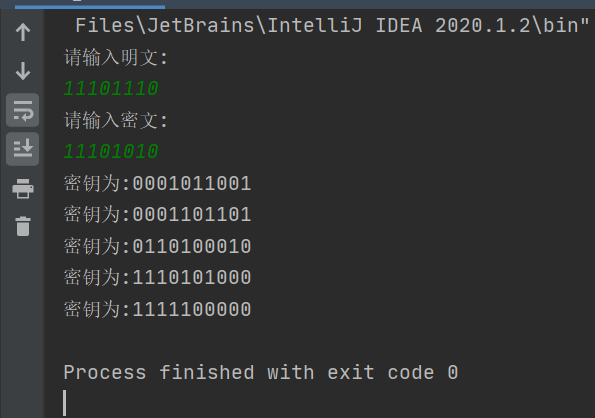 Files\JetBrains\IntelliJ IDEA 2020.1.2\bin"
请输入明文:
11101110
请输入密文:
11101010
密钥为:0001011001
密钥为:0001101101
密钥为:0110100010
密钥为:1110101000
密钥为:1111100000
Process finished with exit code 0